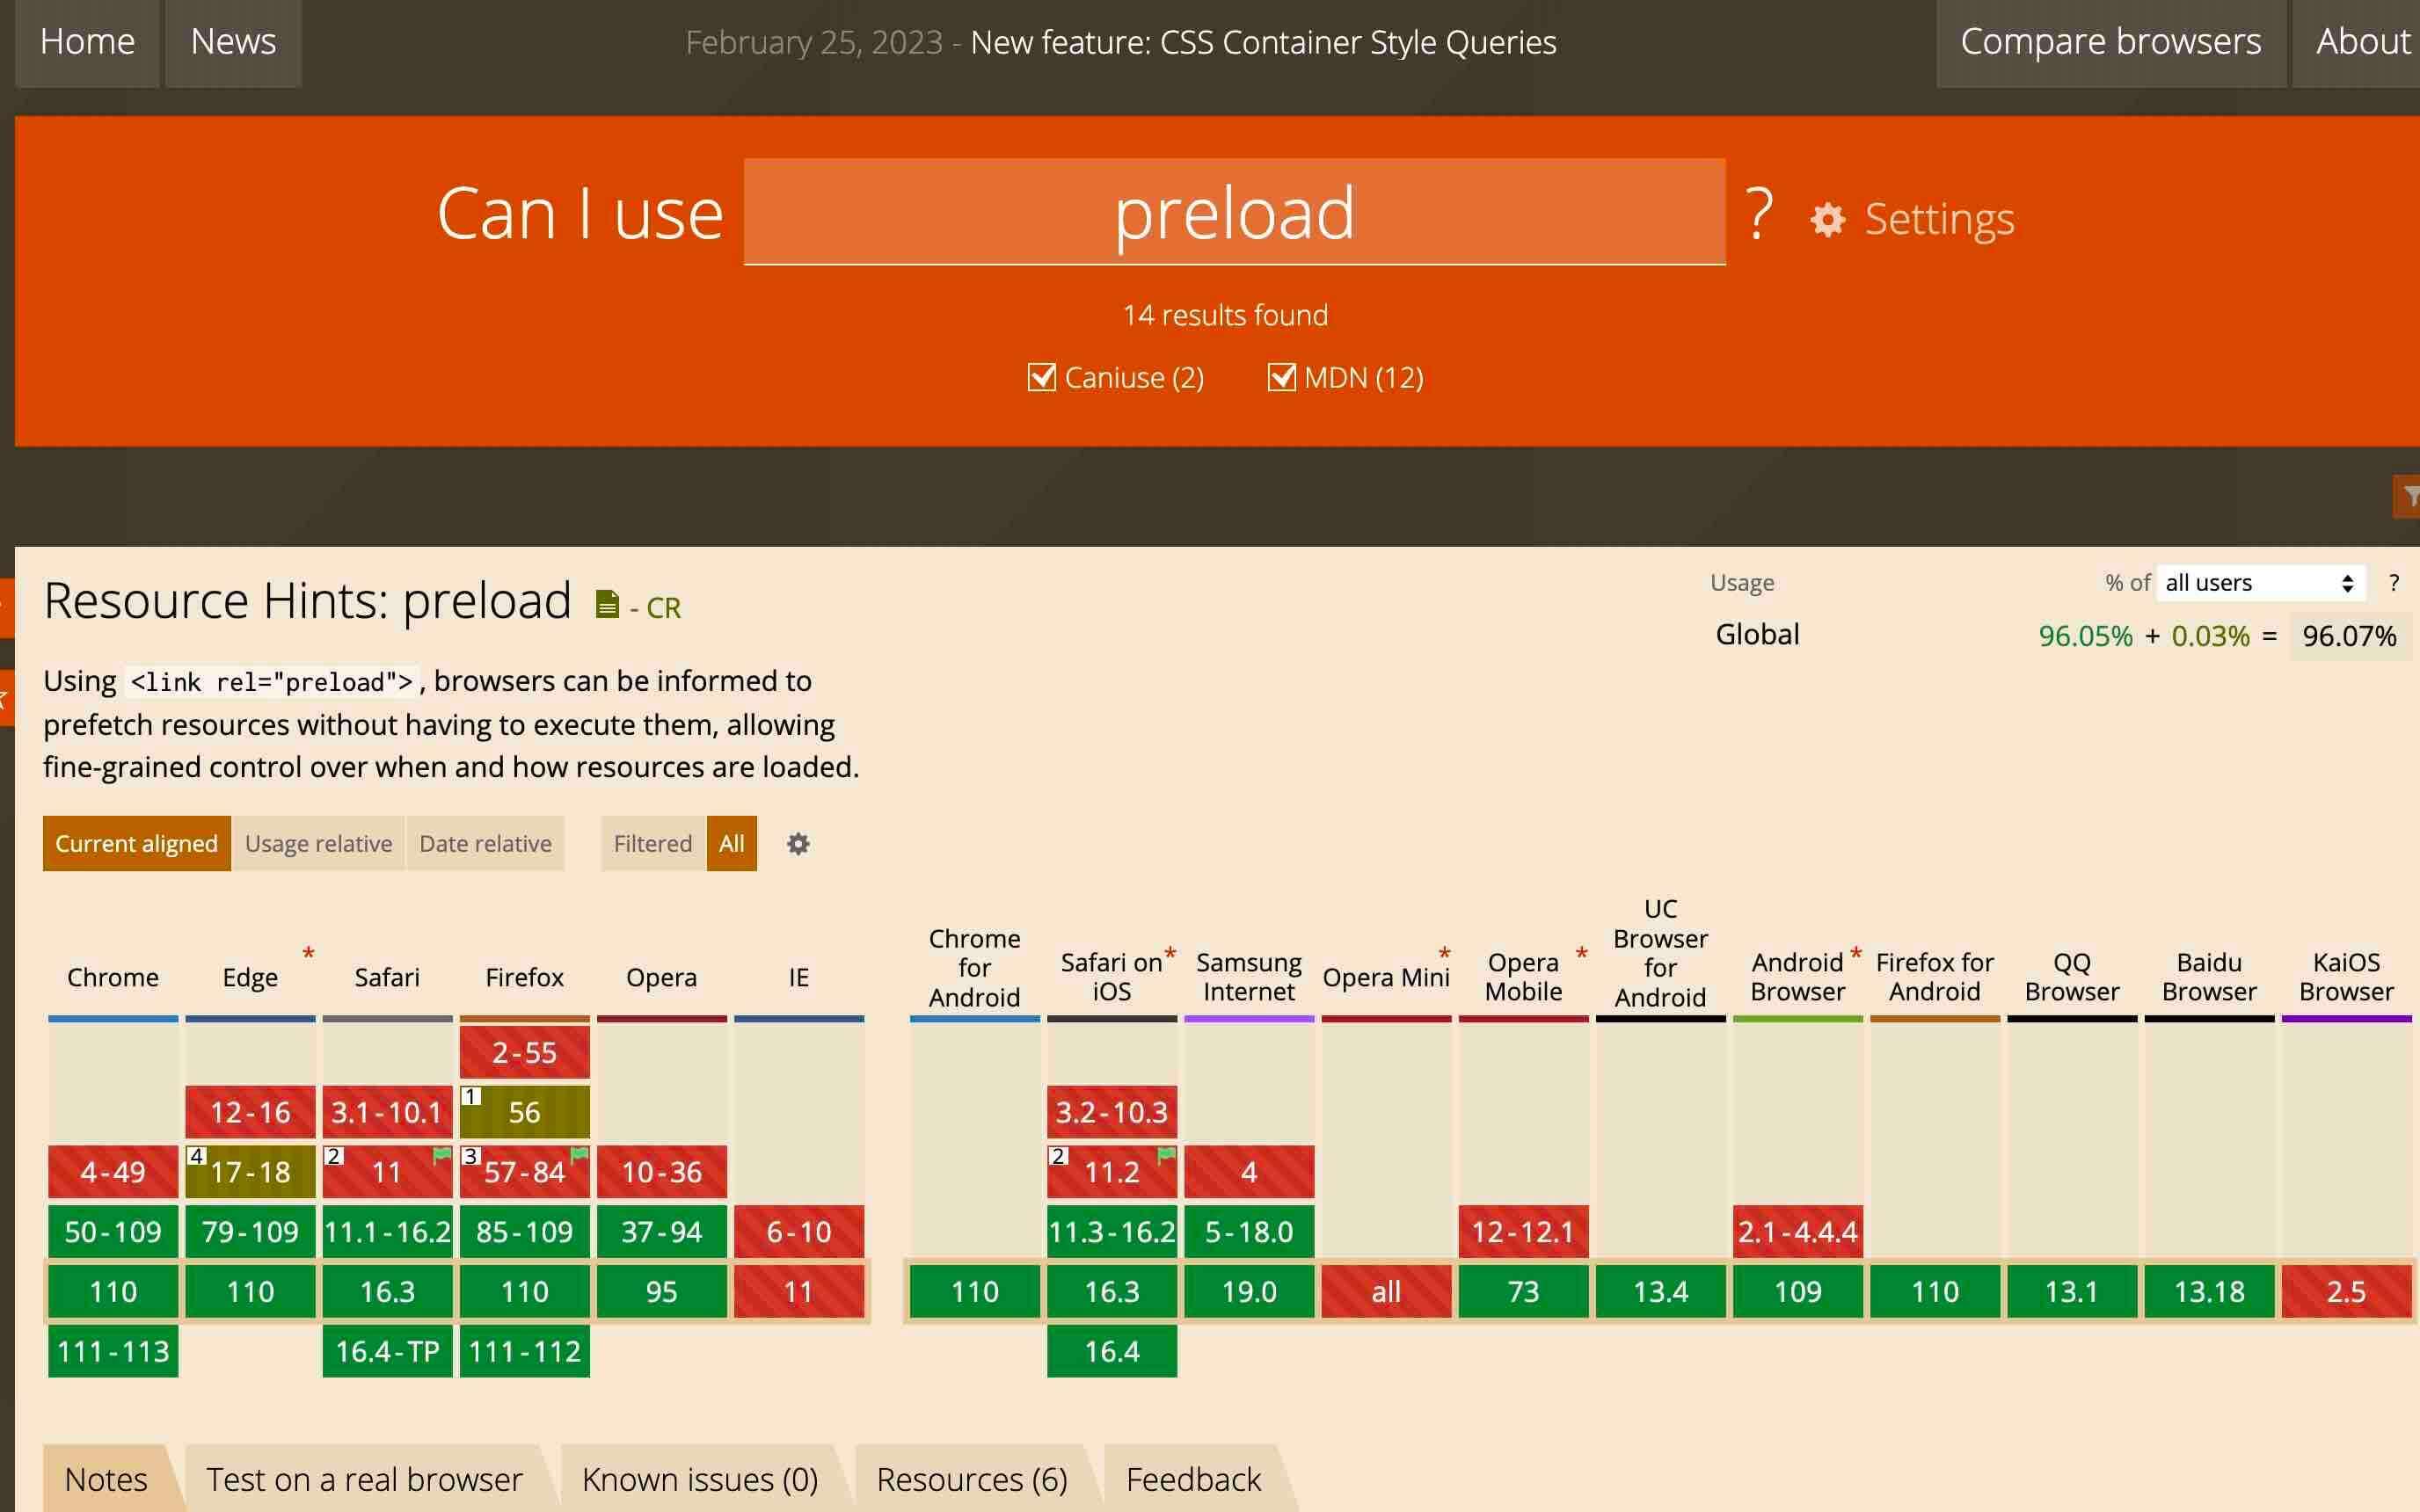 Home News February 25, 2023 - New feature: CSS Container Style Queries Compare browsers About
Can I use preload ? Settings
14 results found
Caniuse (2) MDN (12)
Resource Hints: preload - CR
Usage % of all users ?
Global 96.05% + 0.03% = 96.07%
Using <link rel="preload">, browsers can be informed to
prefetch resources without having to execute them, allowing
fine-grained control over when and how resources are loaded.
Current aligned Usage relative Date relative Filtered All
Chrome Edge * Safari Firefox Opera IE Chrome for Android Safari on iOS * Samsung Internet Opera Mini * Opera Mobile * UC Browser for Android Android Browser * Firefox for Android QQ Browser Baidu Browser KaiOS Browser
2-55
12-16 3.1-10.1 1 56 3.2-10.3
4-49 4 17-18 2 11 3 57-84 10-36 2 11.2 4
50-109 79-109 11.1-16.2 85-109 37-94 6-10 11.3-16.2 5-18.0 12-12.1 2.1-4.4.4
110 110 16.3 110 95 11 110 16.3 19.0 all 73 13.4 109 110 13.1 13.18 2.5
111-113 16.4-TP 111-112 16.4
Notes Test on a real browser Known issues (0) Resources (6) Feedback